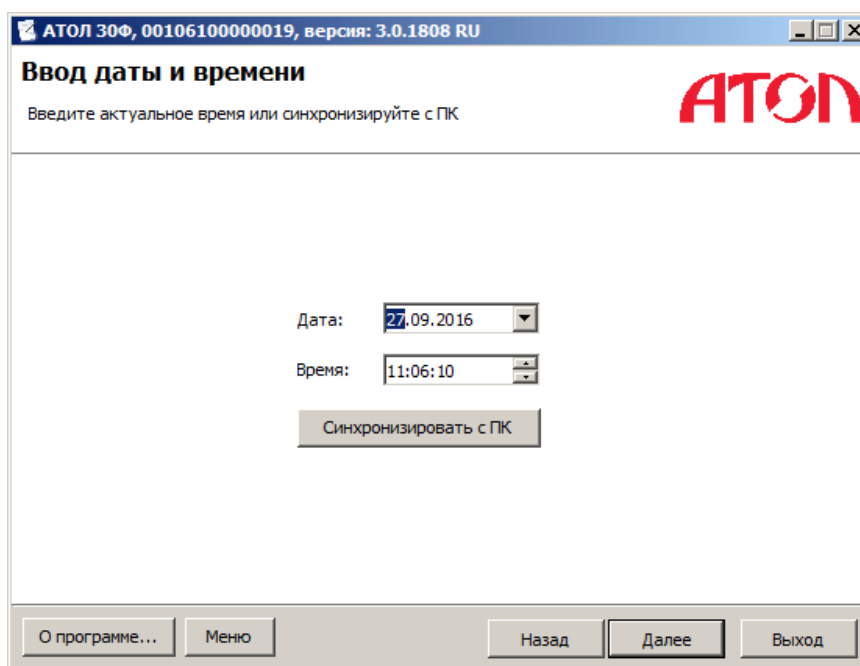 АТОЛ 30Ф, 00106100000019, версия: 3.0.1808 RU
Ввод даты и времени
Введите актуальное время или синхронизируйте с ПК
АТОЛ
Дата: 27.09.2016
Время: 11:06:10
Синхронизировать с ПК
О программе... Меню Назад Далее Выход